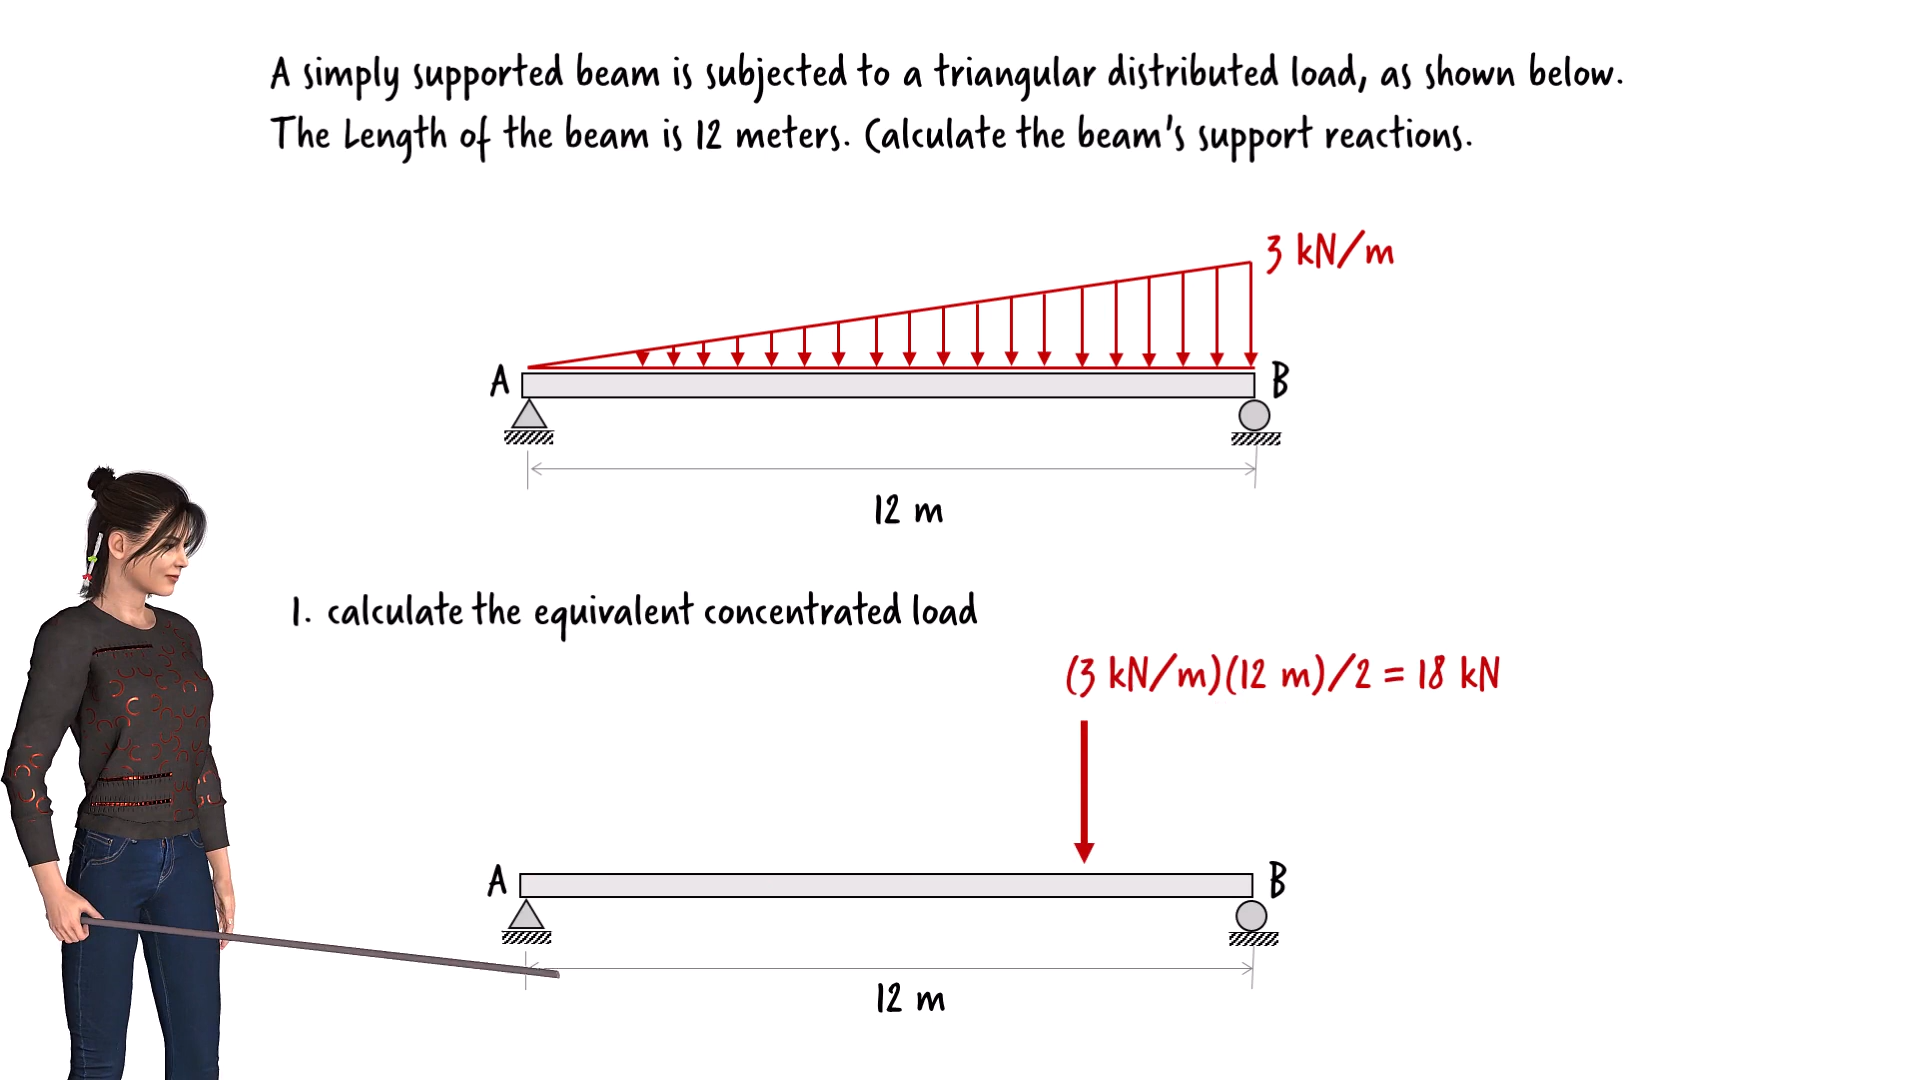 A simply supported beam is subjected to a triangular distributed load, as shown below.
The Length of the beam is 12 meters. Calculate the beam's support reactions.
3 kN/m
A
B
12 m
1. calculate the equivalent concentrated load
(3 kN/m)(12 m)/2 = 18 kN
A
B
12 m